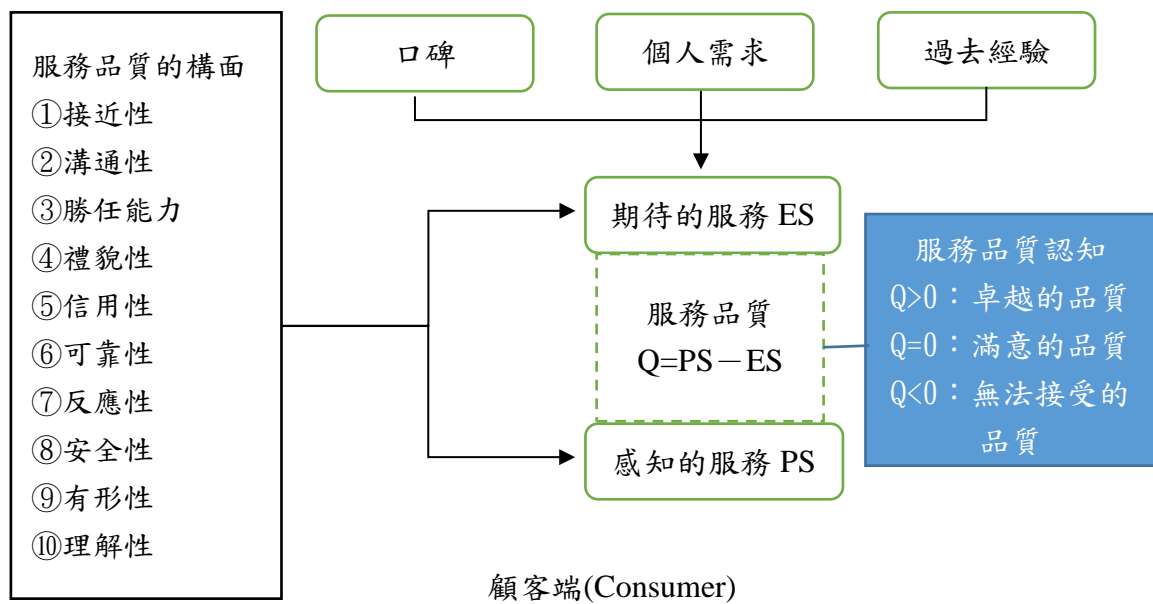 服務品質的構面
①接近性
②溝通性
③勝任能力
④禮貌性
⑤信用性
⑥可靠性
⑦反應性
⑧安全性
⑨有形性
⑩理解性
口碑
個人需求
過去經驗
期待的服務 ES
服務品質
Q=PS－ES
感知的服務 PS
服務品質認知
Q>0：卓越的品質
Q=0：滿意的品質
Q<0：無法接受的
品質
顧客端(Consumer)